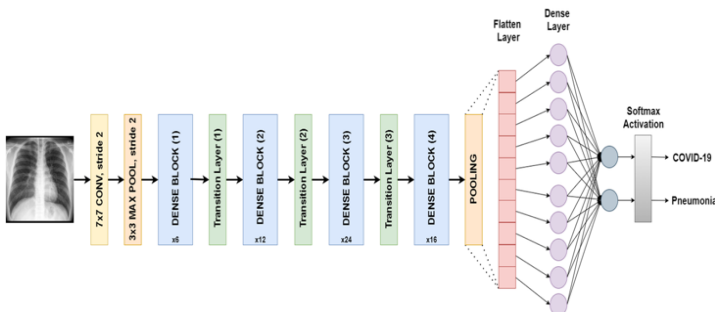 7x7 CONV, stride 2
3x3 MAX POOL, stride 2
DENSE BLOCK (1)
x6
Transition Layer (1)
DENSE BLOCK (2)
x12
Transition Layer (2)
DENSE BLOCK (3)
x24
Transition Layer (3)
DENSE BLOCK (4)
x16
POOLING
Flatten
Layer
Dense
Layer
Softmax
Activation
COVID-19
Pneumonia